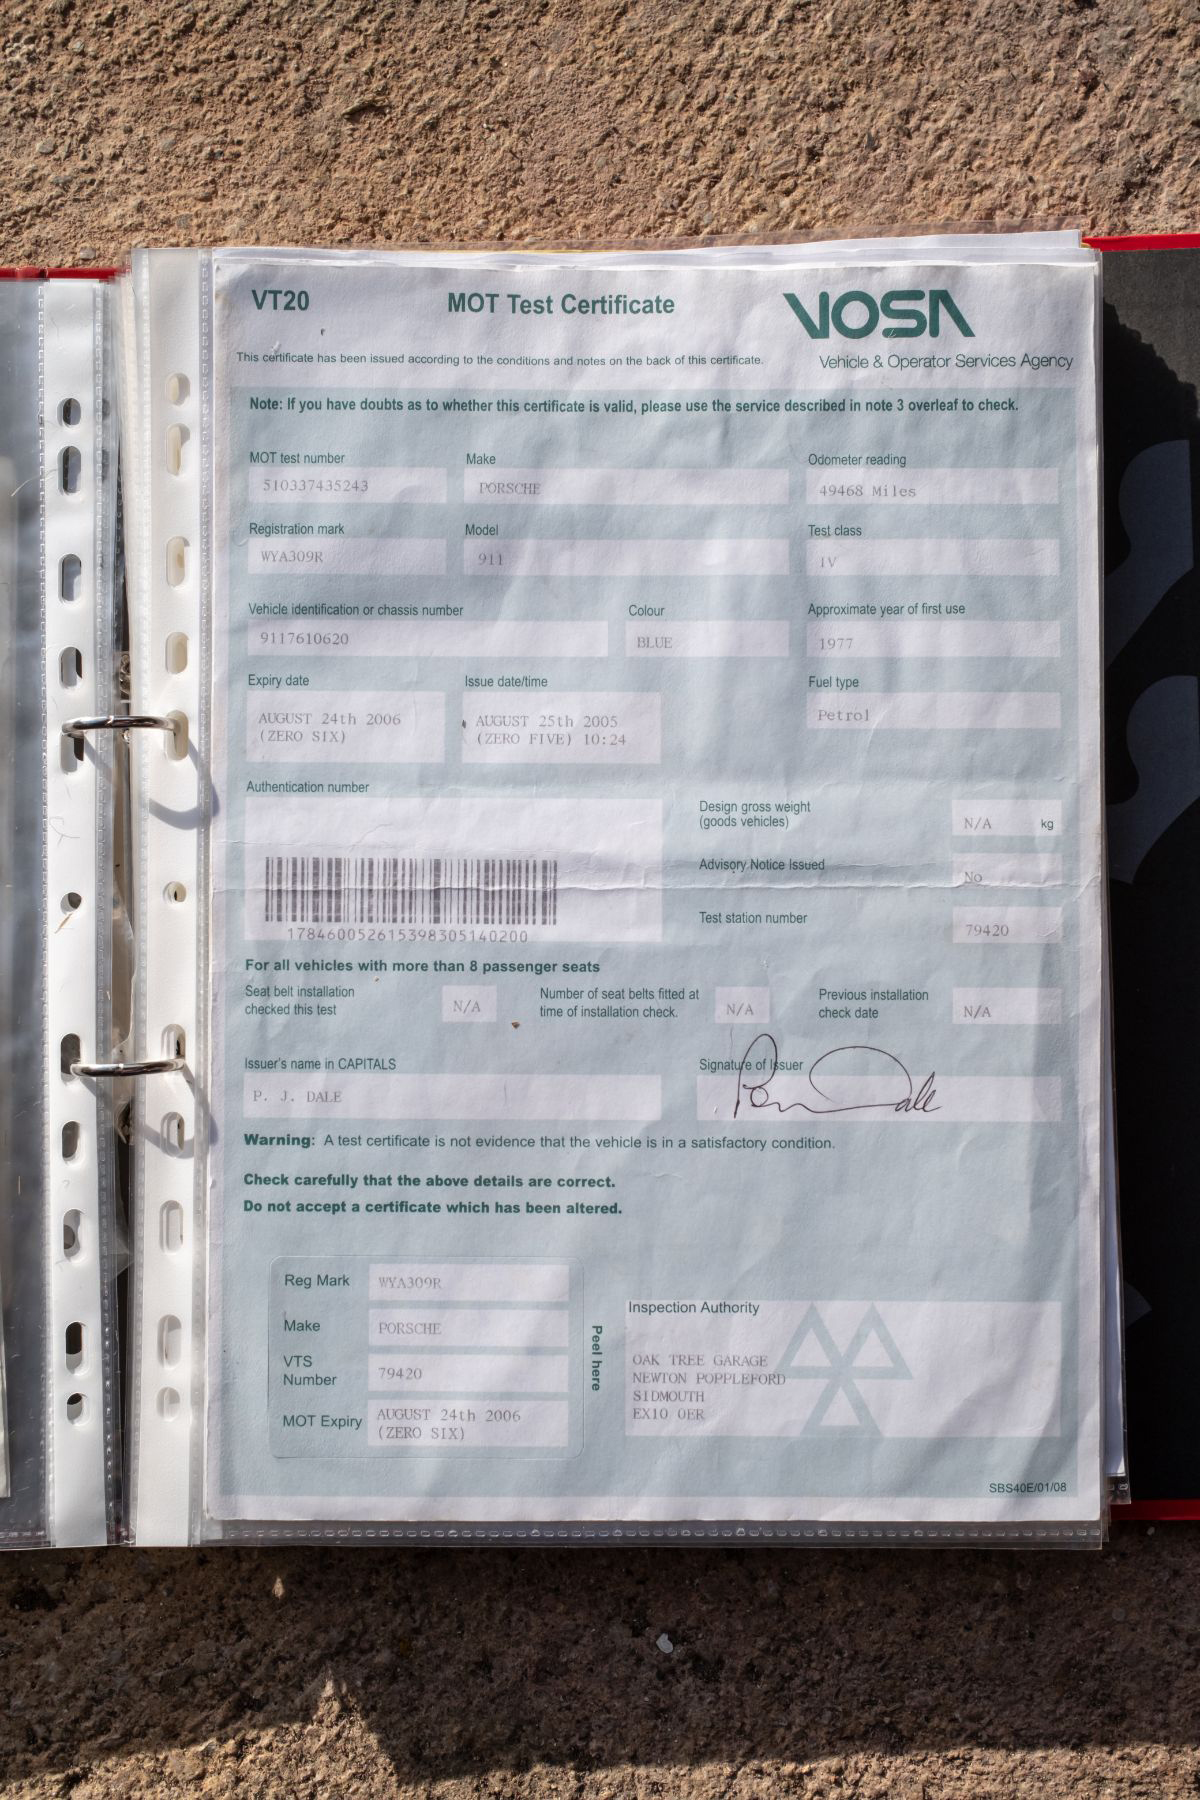 VT20
MOT Test Certificate
VOSA
This certificate has been issued according to the conditions and notes on the back of this certificate.
Vehicle & Operator Services Agency
Note: If you have doubts as to whether this certificate is valid, please use the service described in note 3 overleaf to check.
MOT test number
Make
Odometer reading
510337435243
PORSCHE
49468 Miles
Registration mark
Model
Test class
WYA309R
911
IV
Vehicle identification or chassis number
Colour
Approximate year of first use
9117610620
BLUE
1977
Expiry date
Issue date/time
Fuel type
AUGUST 24th 2006
(ZERO SIX)
AUGUST 25th 2005
(ZERO FIVE) 10:24
Petrol
Authentication number
Design gross weight
(goods vehicles)
N/A
kg
Advisory Notice Issued
No
Test station number
79420
178460052615398305140200
For all vehicles with more than 8 passenger seats
Seat belt installation
checked this test
N/A
Number of seat belts fitted at
time of installation check.
N/A
Previous installation
check date
N/A
Issuer's name in CAPITALS
Signature of Issuer
P. J. DALE
Warning: A test certificate is not evidence that the vehicle is in a satisfactory condition.
Check carefully that the above details are correct.
Do not accept a certificate which has been altered.
Reg Mark
WYA309R
Make
PORSCHE
VTS
Number
79420
MOT Expiry
AUGUST 24th 2006
(ZERO SIX)
Peel here
Inspection Authority
OAK TREE GARAGE
NEWTON POPPLEFORD
SIDMOUTH
EX10 0ER
SBS40E/01/08